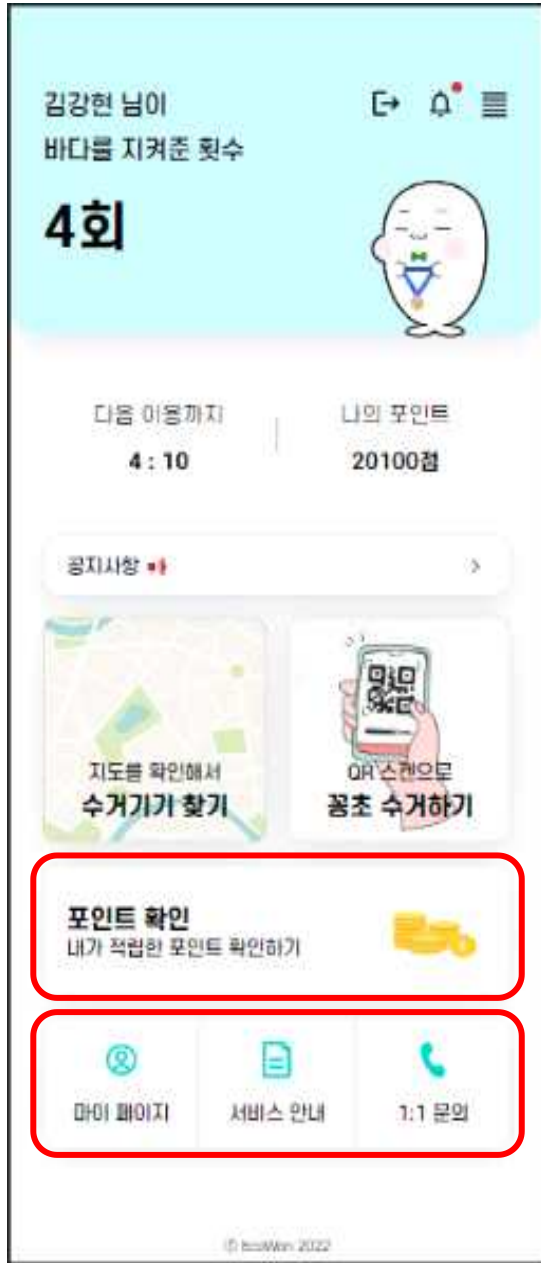 김강현 님이
바다를 지켜준 횟수
4회
다음 이용까지
4 : 10
나의 포인트
20100점
공지사항
지도를 확인해서
수거기기 찾기
QR 스캔으로
꽁초 수거하기
포인트 확인
내가 적립한 포인트 확인하기
마이 페이지
서비스 안내
1:1 문의
© 2022